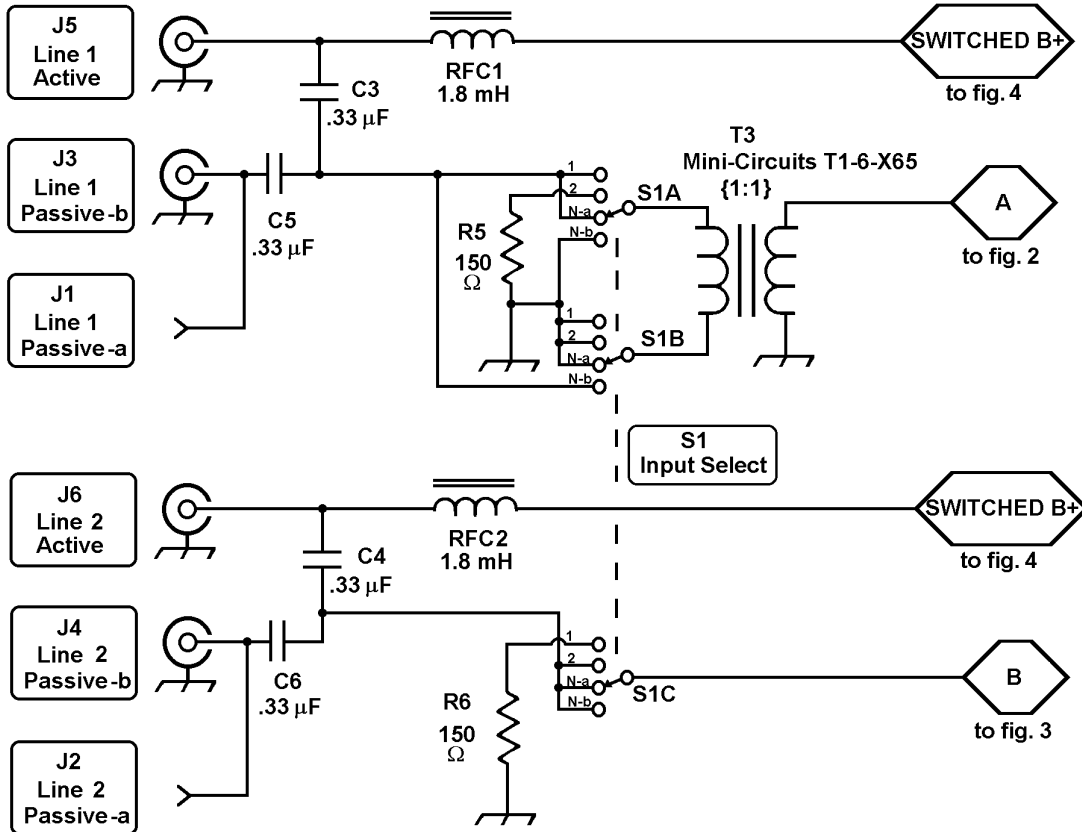 J5
Line 1
Active
RFC1
1.8 mH
SWITCHED B+
to fig. 4
C3
.33 µF
J3
Line 1
Passive-b
C5
.33 µF
J1
Line 1
Passive-a
1
2
N-a
N-b
S1A
R5
150
Ω
T3
Mini-Circuits T1-6-X65
{1:1}
A
to fig. 2
1
2
N-a
N-b
S1B
S1
Input Select
J6
Line 2
Active
RFC2
1.8 mH
SWITCHED B+
to fig. 4
C4
.33 µF
J4
Line 2
Passive-b
C6
.33 µF
J2
Line 2
Passive-a
1
2
N-a
N-b
S1C
R6
150
Ω
B
to fig. 3